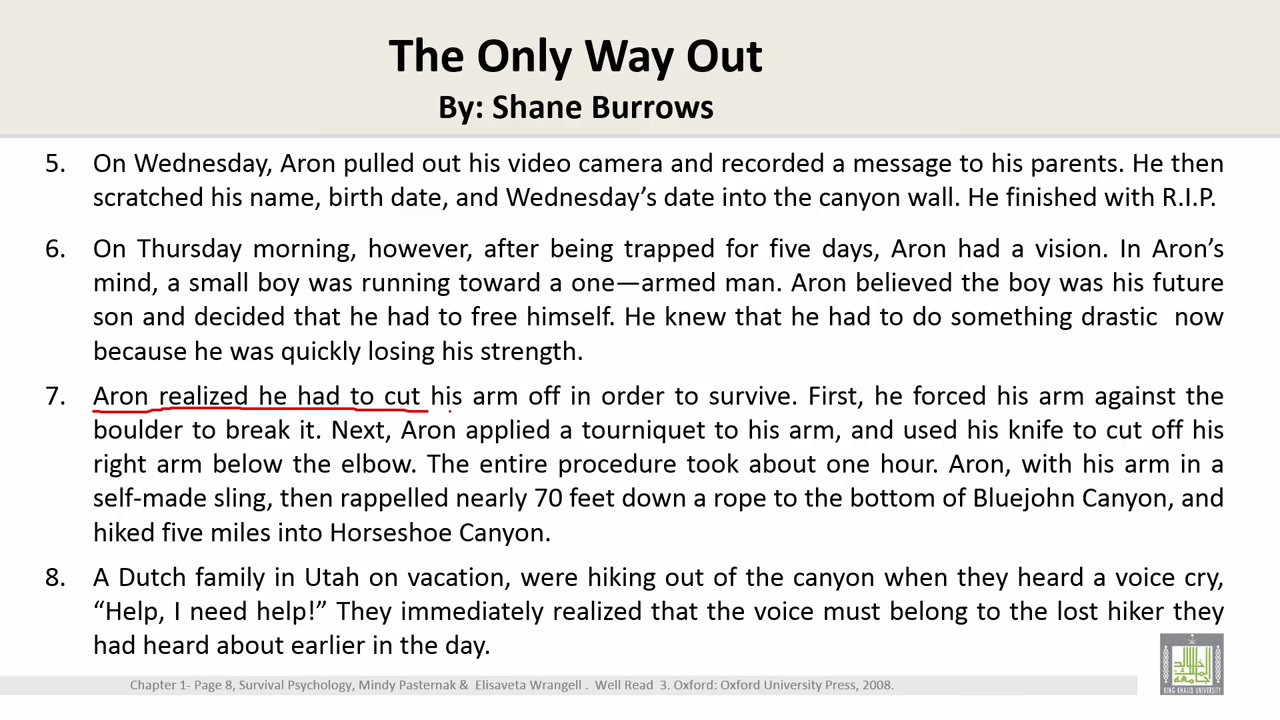 The Only Way Out
By: Shane Burrows
5. On Wednesday, Aron pulled out his video camera and recorded a message to his parents. He then
scratched his name, birth date, and Wednesday’s date into the canyon wall. He finished with R.I.P.
6. On Thursday morning, however, after being trapped for five days, Aron had a vision. In Aron’s
mind, a small boy was running toward a one—armed man. Aron believed the boy was his future
son and decided that he had to free himself. He knew that he had to do something drastic now
because he was quickly losing his strength.
7. Aron realized he had to cut his arm off in order to survive. First, he forced his arm against the
boulder to break it. Next, Aron applied a tourniquet to his arm, and used his knife to cut off his
right arm below the elbow. The entire procedure took about one hour. Aron, with his arm in a
self-made sling, then rappelled nearly 70 feet down a rope to the bottom of Bluejohn Canyon, and
hiked five miles into Horseshoe Canyon.
8. A Dutch family in Utah on vacation, were hiking out of the canyon when they heard a voice cry,
“Help, I need help!” They immediately realized that the voice must belong to the lost hiker they
had heard about earlier in the day.
Chapter 1- Page 8, Survival Psychology, Mindy Pasternak & Elisaveta Wrangell . Well Read 3. Oxford: Oxford University Press, 2008.
KING KHALID UNIVERSITY